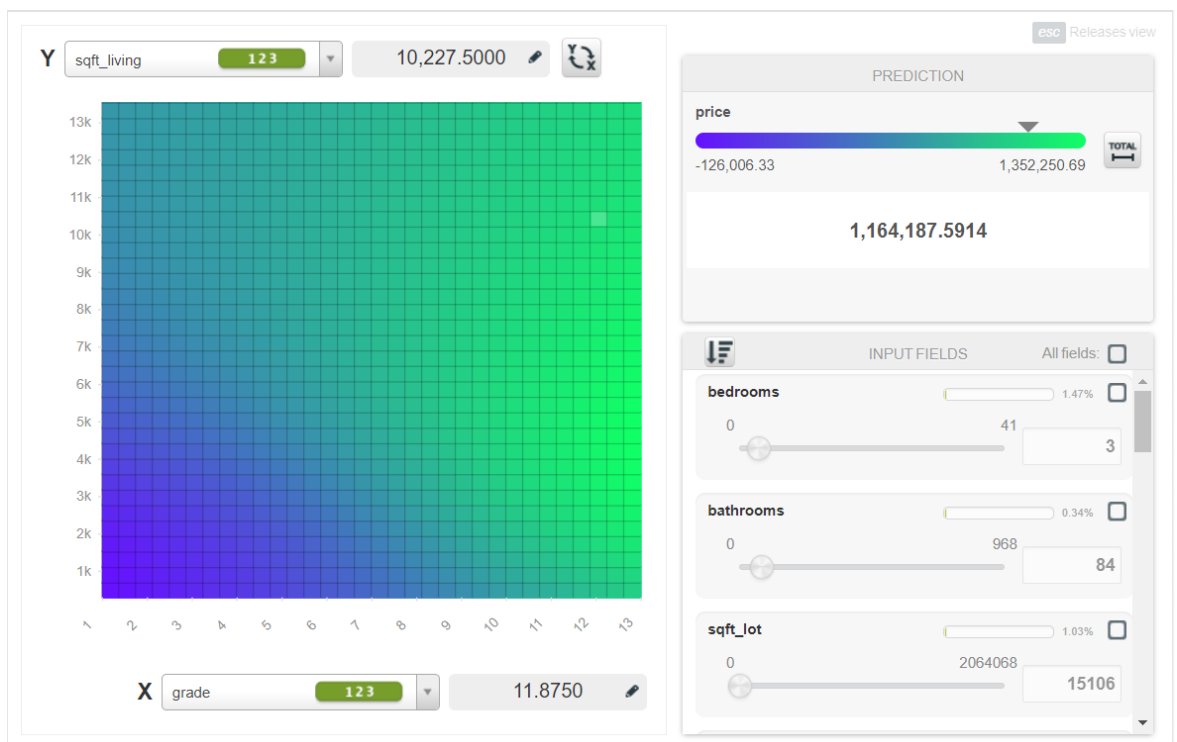 esc Releases view
Y sqft_living 123 10,227.5000 Y X
13k
12k
11k
10k
9k
8k
7k
6k
5k
4k
3k
2k
1k
1 2 3 4 5 6 7 8 9 10 11 12 13
X grade 123 11.8750
PREDICTION
price
-126,006.33 1,352,250.69
TOTAL
1,164,187.5914
INPUT FIELDS All fields:
bedrooms 1.47%
0 41
3
bathrooms 0.34%
0 968
84
sqft_lot 1.03%
0 2064068
15106